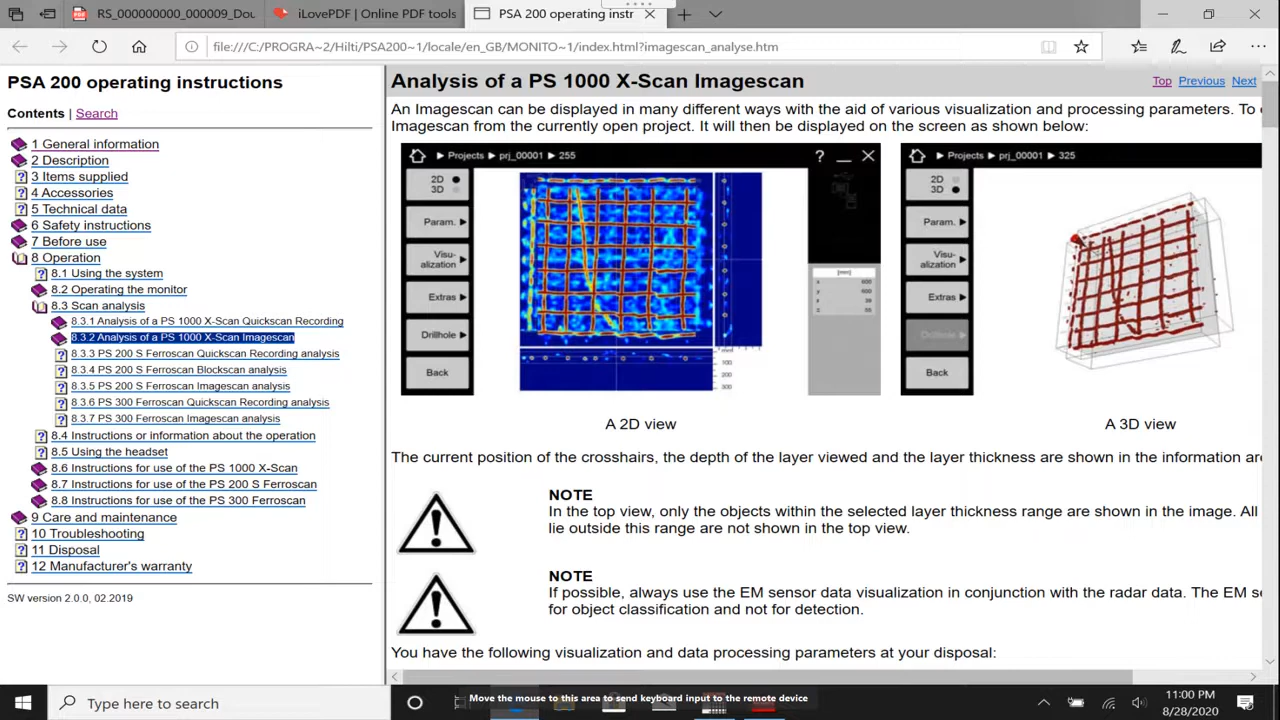 RS_000000000_000009_Dou
iLovePDF | Online PDF tools
PSA 200 operating instr
file:///C:/PROGRA~2/Hilti/PSA200~1/locale/en_GB/MONITO~1/index.html?imagescan_analyse.htm
PSA 200 operating instructions
Contents | Search
1 General information
2 Description
3 Items supplied
4 Accessories
5 Technical data
6 Safety instructions
7 Before use
8 Operation
8.1 Using the system
8.2 Operating the monitor
8.3 Scan analysis
8.3.1 Analysis of a PS 1000 X-Scan Quickscan Recording
8.3.2 Analysis of a PS 1000 X-Scan Imagescan
8.3.3 PS 200 S Ferroscan Quickscan Recording analysis
8.3.4 PS 200 S Ferroscan Blockscan analysis
8.3.5 PS 200 S Ferroscan Imagescan analysis
8.3.6 PS 300 Ferroscan Quickscan Recording analysis
8.3.7 PS 300 Ferroscan Imagescan analysis
8.4 Instructions or information about the operation
8.5 Using the headset
8.6 Instructions for use of the PS 1000 X-Scan
8.7 Instructions for use of the PS 200 S Ferroscan
8.8 Instructions for use of the PS 300 Ferroscan
9 Care and maintenance
10 Troubleshooting
11 Disposal
12 Manufacturer's warranty
SW version 2.0.0, 02.2019
Analysis of a PS 1000 X-Scan Imagescan
Top Previous Next
An Imagescan can be displayed in many different ways with the aid of various visualization and processing parameters. To
Imagescan from the currently open project. It will then be displayed on the screen as shown below:
Projects prj_00001 255
?
2D
3D
Param.
Visu-
alization
Extras
Drillhole
Back
[mm]
x 600
y 600
z
100
200
300
Projects prj_00001 325
2D
3D
Param.
Visu-
alization
Extras
Drillhole
Back
A 2D view
A 3D view
The current position of the crosshairs, the depth of the layer viewed and the layer thickness are shown in the information are
NOTE
In the top view, only the objects within the selected layer thickness range are shown in the image. All
lie outside this range are not shown in the top view.
NOTE
If possible, always use the EM sensor data visualization in conjunction with the radar data. The EM se
for object classification and not for detection.
You have the following visualization and data processing parameters at your disposal:
Type here to search
Move the mouse to this area to send keyboard input to the remote device
11:00 PM
8/28/2020